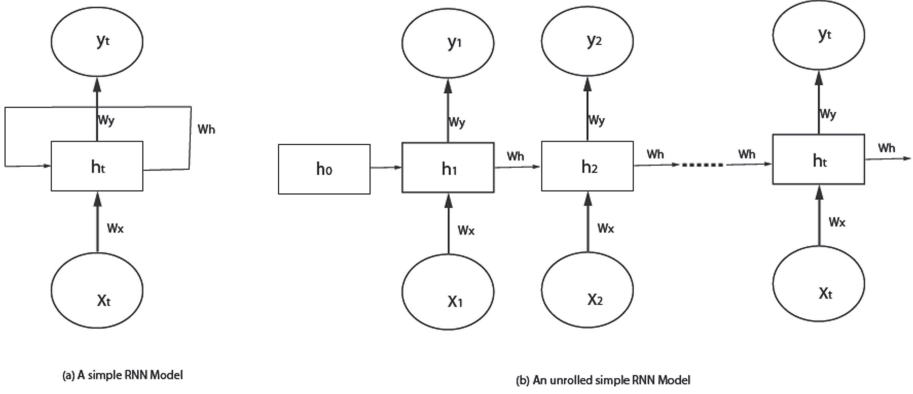 yt
Wy
Wh
ht
Wx
Xt
(a) A simple RNN Model
y1
y2
yt
Wy
Wy
Wy
h0
h1
Wh
h2
Wh
Wh
ht
Wh
Wx
Wx
Wx
X1
X2
Xt
(b) An unrolled simple RNN Model